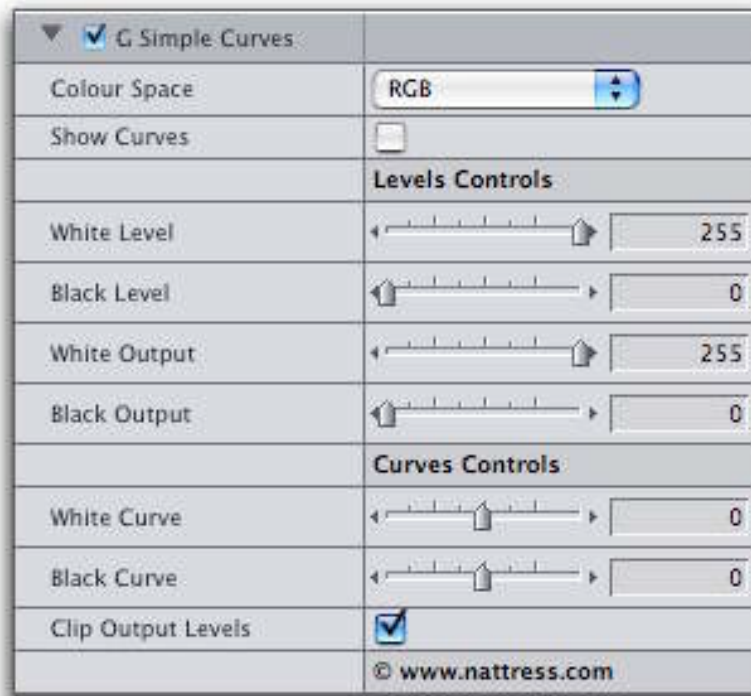 G Simple Curves
Colour Space RGB
Show Curves
Levels Controls
White Level 255
Black Level 0
White Output 255
Black Output 0
Curves Controls
White Curve 0
Black Curve 0
Clip Output Levels
© www.nattress.com